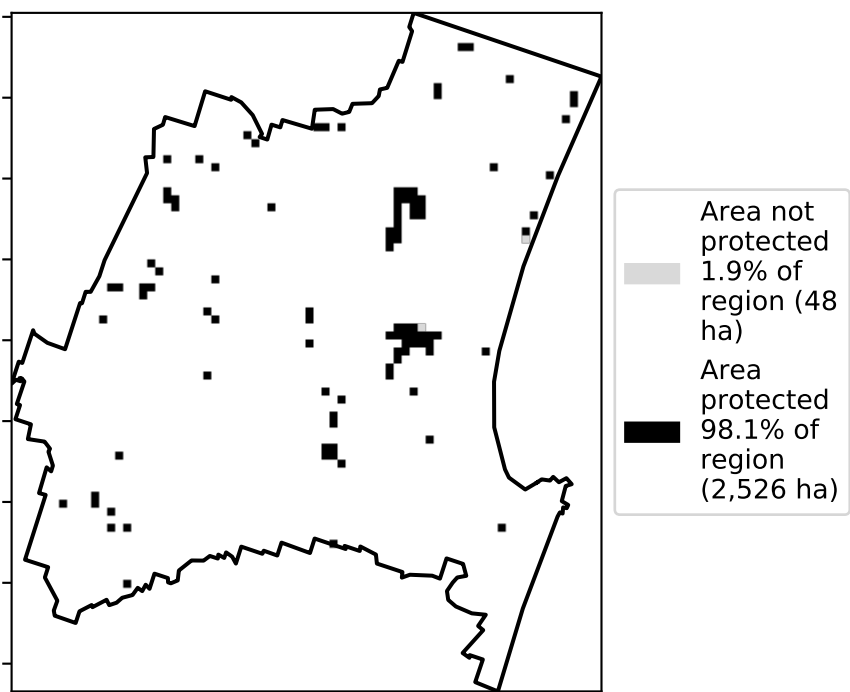 Area not
protected
1.9% of
region (48
ha)
Area
protected
98.1% of
region
(2,526 ha)